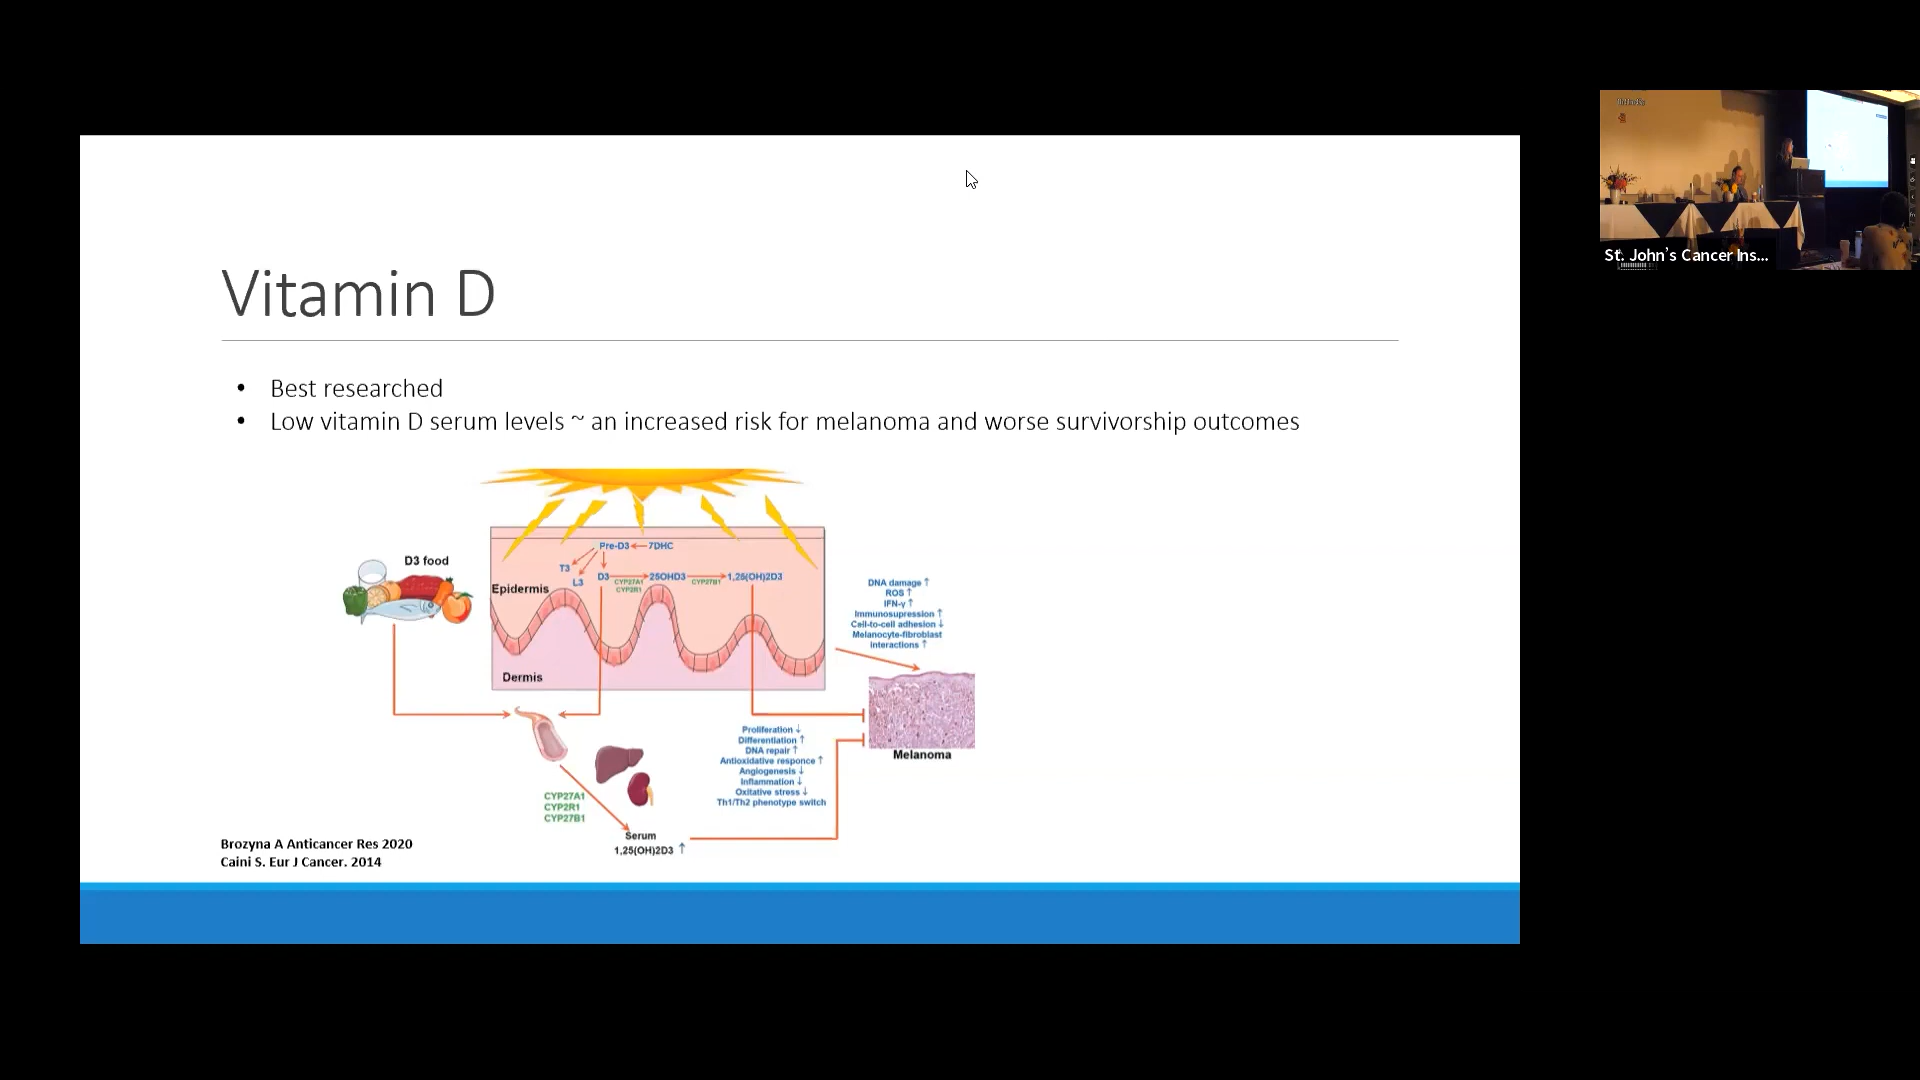 Vitamin D
• Best researched
• Low vitamin D serum levels ~ an increased risk for melanoma and worse survivorship outcomes
D3 food
Pre-D3 7DHC
T3
L3
D3 CYP27A1 CYP2R1 25OHD3 CYP27B1 1,25(OH)2D3
Epidermis
Dermis
DNA damage ↑
ROS ↑
IFN-γ ↑
Immunosupression ↑
Cell-to-cell adhesion ↓
Melanocyte-fibroblast
interactions ↑
Melanoma
Proliferation ↓
Differentiation ↑
DNA repair ↑
Antioxidative responce ↑
Angiogenesis ↓
Inflammation ↓
Oxitative stress ↓
Th1/Th2 phenotype switch
CYP27A1
CYP2R1
CYP27B1
Serum
1,25(OH)2D3 ↑
Brozyna A Anticancer Res 2020
Caini S. Eur J Cancer. 2014
St. John's Cancer Ins...